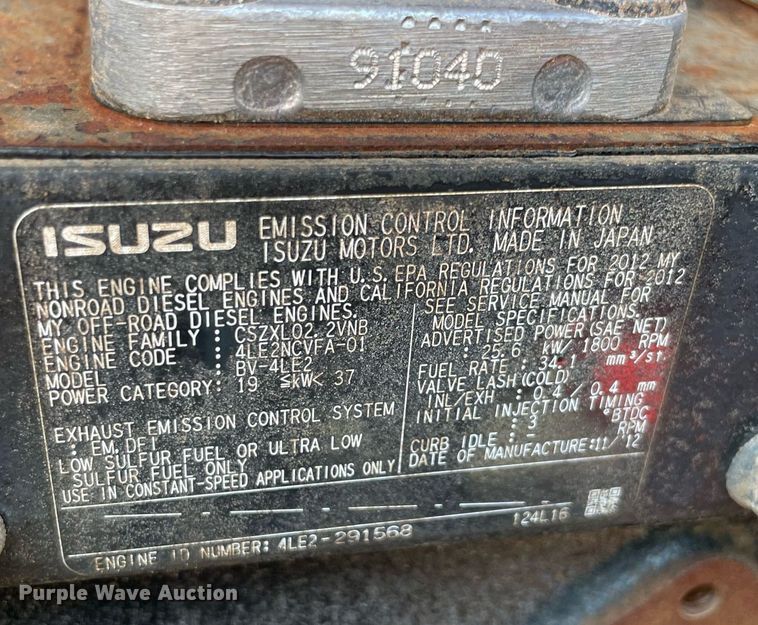 91040
ISUZU
EMISSION CONTROL INFORMATION
ISUZU MOTORS LTD. MADE IN JAPAN
THIS ENGINE COMPLIES WITH U.S.EPA REGULATIONS FOR 2012 MY
NONROAD DIESEL ENGINES AND CALIFORNIA REGULATIONS FOR 2012
MY OFF-ROAD DIESEL ENGINES.
ENGINE FAMILY : CSZXL02.2VNB
ENGINE CODE : 4LE2NCVFA-01
MODEL : BV-4LE2
POWER CATEGORY: 19 ≤kW< 37
EXHAUST EMISSION CONTROL SYSTEM
: EM,DFI
LOW SULFUR FUEL OR ULTRA LOW
SULFUR FUEL ONLY
USE IN CONSTANT-SPEED APPLICATIONS ONLY
SEE SERVICE MANUAL FOR
MODEL SPECIFICATIONS.
ADVERTISED POWER(SAE NET)
: 25.6 kW/ 1800 RPM
FUEL RATE : mm³/st
VALVE LASH(COLD)
INL/EXH : 0.4 / 0.4 mm
INITIAL INJECTION TIMING
: 3 °BTDC
CURB IDLE : - RPM
DATE OF MANUFACTURE:11/'12
124L16
ENGINE ID NUMBER: 4LE2-291568
Purple Wave Auction